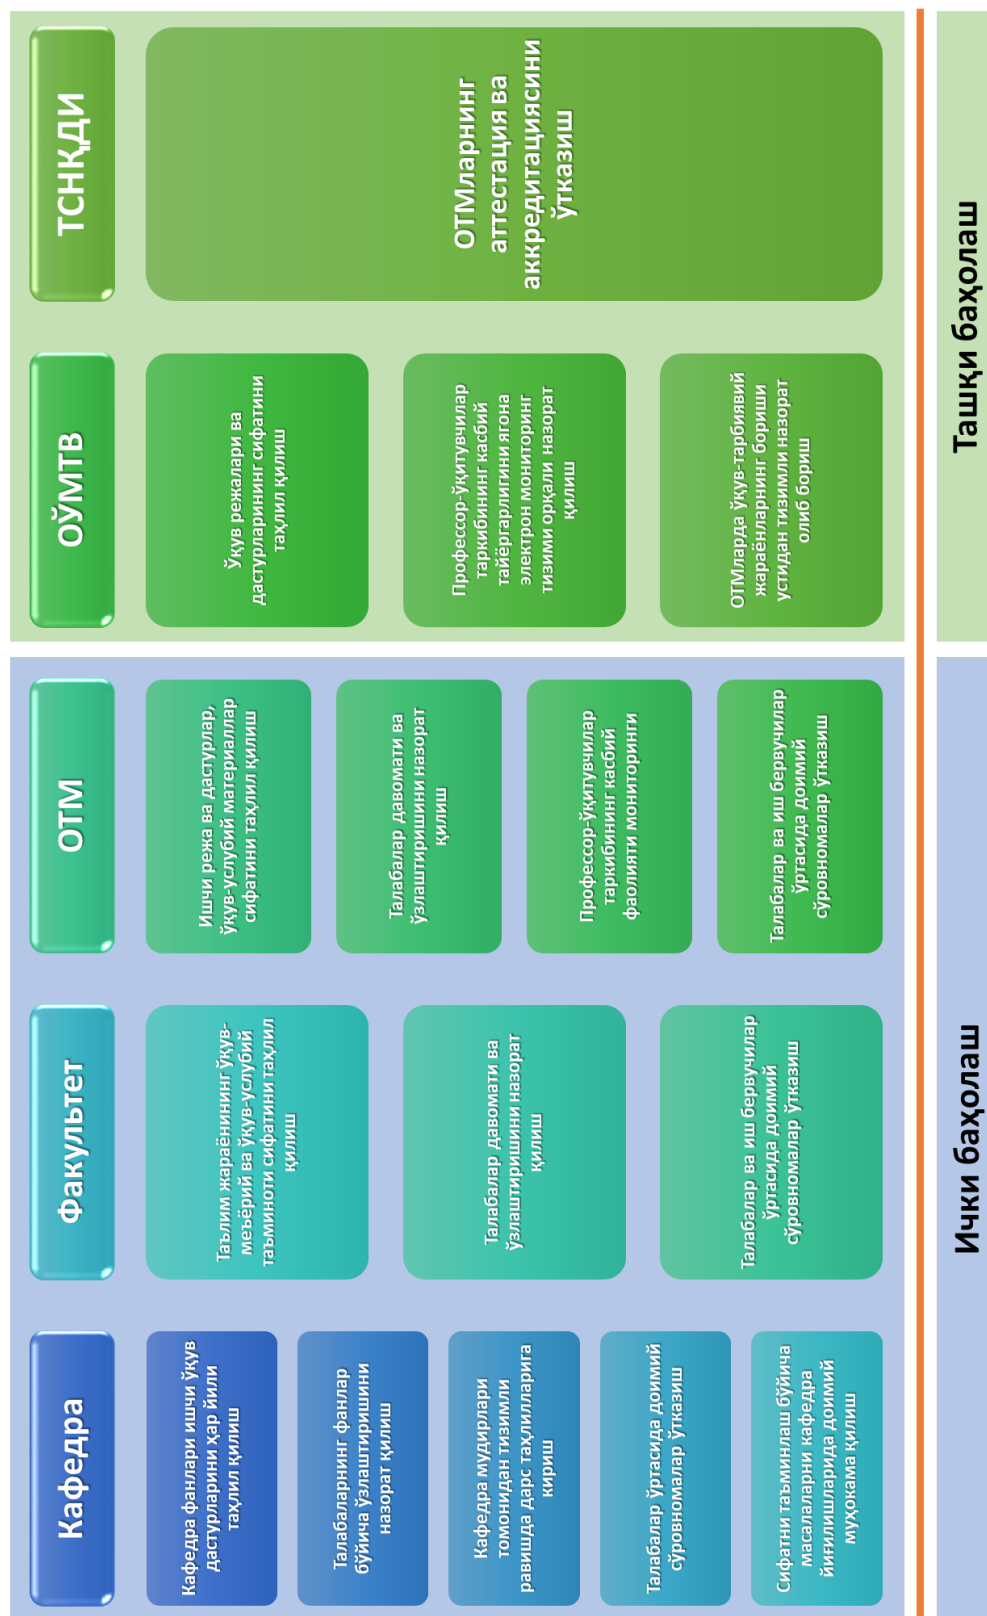 Кафедра
Кафедра фанлари ишчи ўқув
дастурларини ҳар йили
таҳлил қилиш
Талабаларнинг фанлар
бўйича ўзлаштиришини
назорат қилиш
Кафедра мудирлари
томонидан тизимли
равишда дарс таҳлилларига
кириш
Талабалар ўртасида доимий
сўровномалар ўтказиш
Сифатни таъминлаш бўйича
масалаларни кафедра
йиғилишларида доимий
муҳокама қилиш
Факультет
Таълим жараёнининг ўқув-
меъёрий ва ўқув-услубий
таъминоти сифатини таҳлил
қилиш
Талабалар давомати ва
ўзлаштиришини назорат
қилиш
Талабалар ва иш бервучилар
ўртасида доимий
сўровномалар ўтказиш
ОТМ
Ишчи режа ва дастурлар,
ўқув-услубий материаллар
сифатини таҳлил қилиш
Талабалар давомати ва
ўзлаштиришини назорат
қилиш
Профессор-ўқитувчилар
таркибининг касбий
фаолияти мониторинги
Талабалар ва иш бервучилар
ўртасида доимий
сўровномалар ўтказиш
ОЎМТВ
Ўқув режалари ва
дастурларининг сифатини
таҳлил қилиш
Профессор-ўқитувчилар
таркибининг касбий
тайёргарлигини ягона
электрон мониторинг
тизими орқали назорат
қилиш
ОТМларда ўқув-тарбиявий
жараёнларнинг бориши
устидан тизимли назорат
олиб бориш
ТСНҚДИ
ОТМларнинг
аттестация ва
аккредитациясини
ўтказиш
Ички баҳолаш
Ташқи баҳолаш